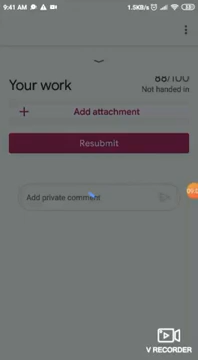 9:41 AM
1.5KB/s
88/100
Your work
Not handed in
+ Add attachment
Resubmit
Add private comment
V RECORDER